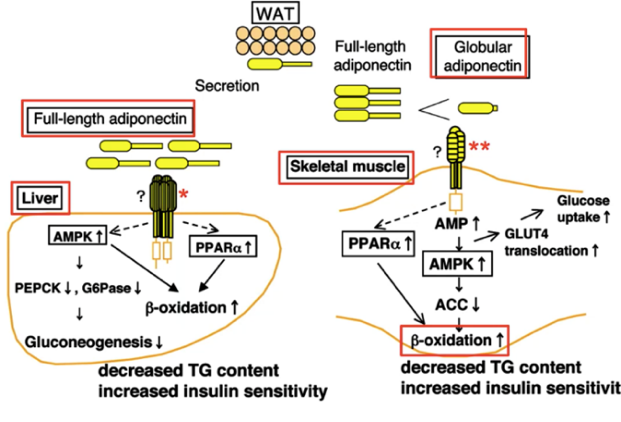 WAT
Full-length
adiponectin
Globular
adiponectin
Secretion
Full-length adiponectin
?
*
Liver
AMPK↑
PPARα↑
↓
PEPCK↓, G6Pase↓
β-oxidation ↑
↓
Gluconeogenesis↓
decreased TG content
increased insulin sensitivity
?
**
Skeletal muscle
Glucose
uptake↑
AMP↑
GLUT4
translocation ↑
PPARα↑
AMPK↑
ACC↓
β-oxidation ↑
decreased TG content
increased insulin sensitivit